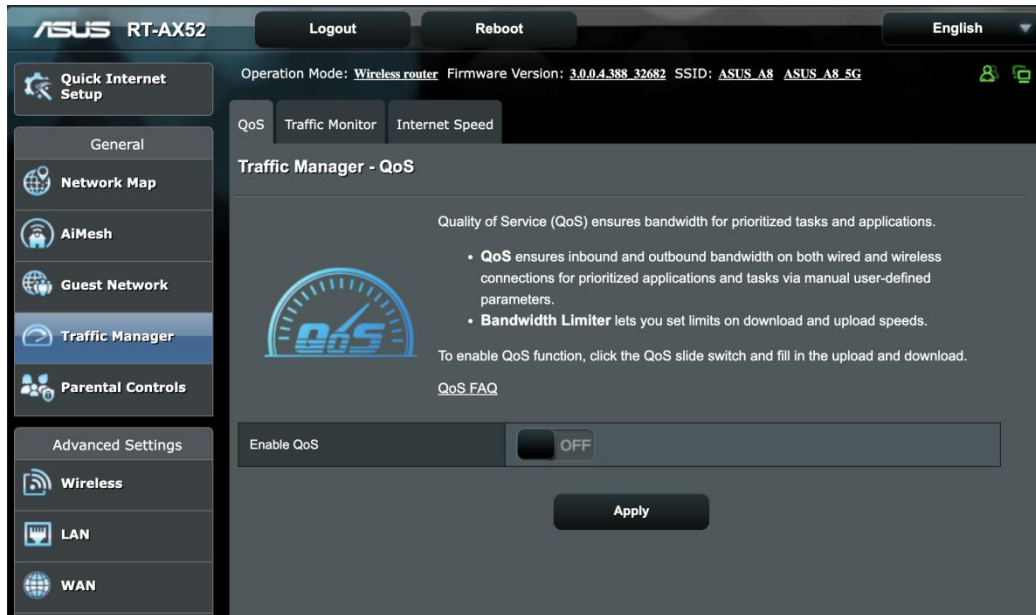 ASUS RT-AX52
Logout
Reboot
English
Quick Internet
Setup
Operation Mode: Wireless router Firmware Version: 3.0.0.4.388_32682 SSID: ASUS_A8 ASUS_A8_5G
General
Network Map
AiMesh
Guest Network
Traffic Manager
Parental Controls
Advanced Settings
Wireless
LAN
WAN
QoS
Traffic Monitor
Internet Speed
Traffic Manager - QoS
QoS
Quality of Service (QoS) ensures bandwidth for prioritized tasks and applications.
• QoS ensures inbound and outbound bandwidth on both wired and wireless
connections for prioritized applications and tasks via manual user-defined
parameters.
• Bandwidth Limiter lets you set limits on download and upload speeds.
To enable QoS function, click the QoS slide switch and fill in the upload and download.
QoS FAQ
Enable QoS
OFF
Apply